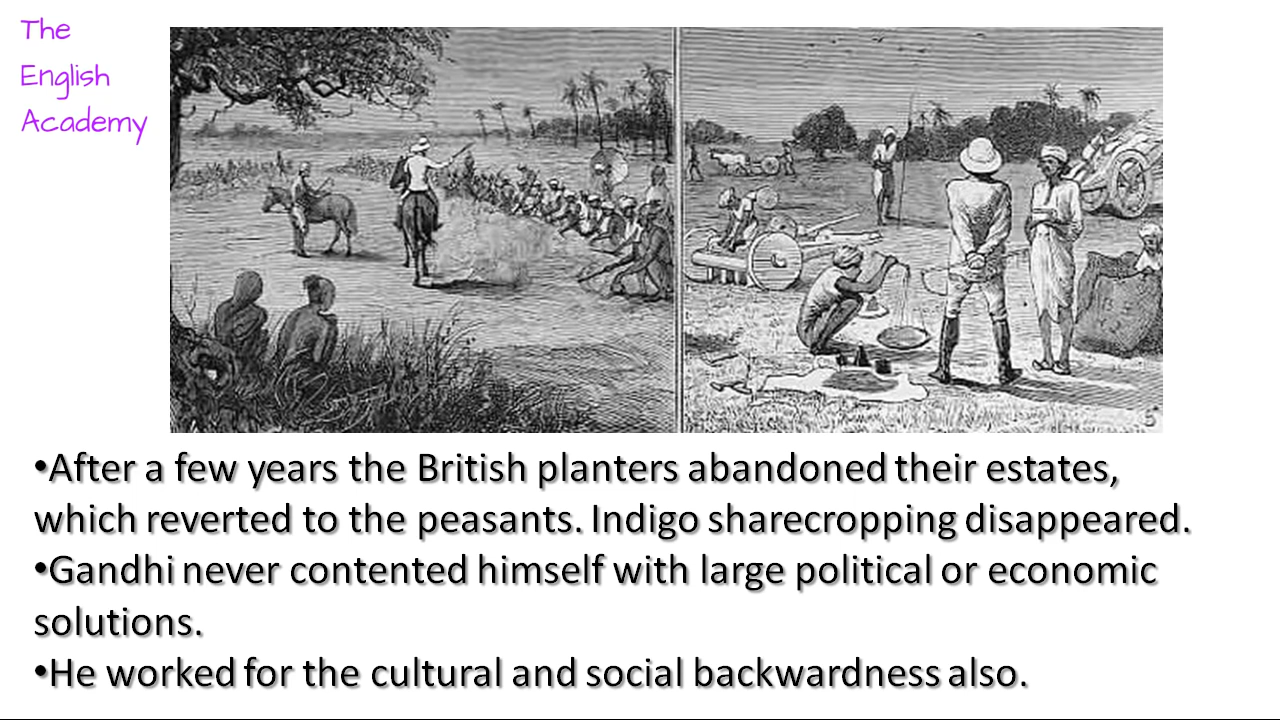 The
English
Academy
•After a few years the British planters abandoned their estates,
which reverted to the peasants. Indigo sharecropping disappeared.
•Gandhi never contented himself with large political or economic
solutions.
•He worked for the cultural and social backwardness also.
5